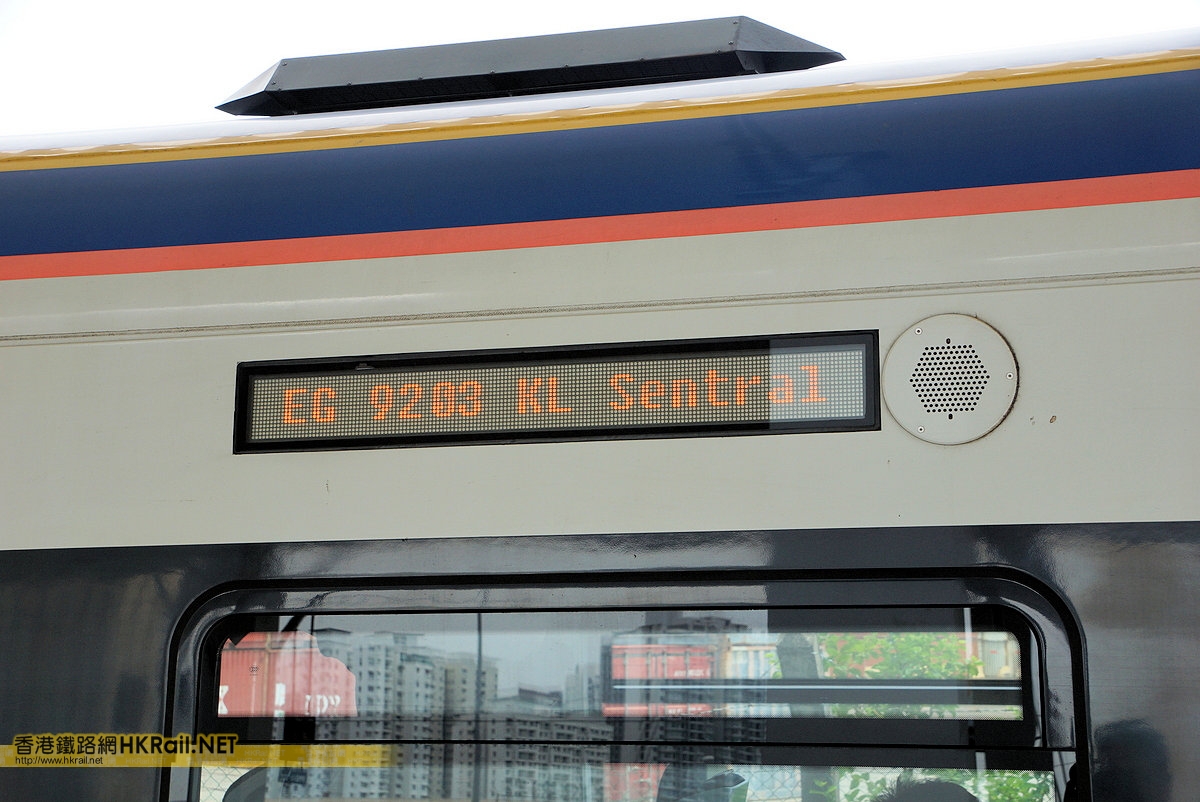 EG 9203 KL Sentral
香港鐵路網HKRail.NET
http://www.hkrail.net